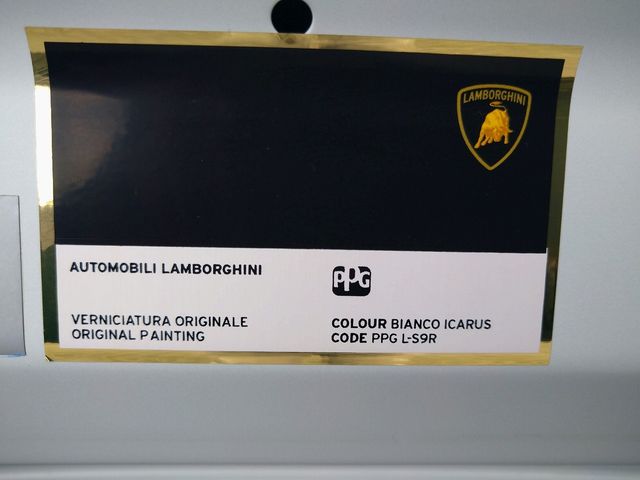 LAMBORGHINI
AUTOMOBILI LAMBORGHINI
PPG
VERNICIATURA ORIGINALE
ORIGINAL PAINTING
COLOUR BIANCO ICARUS
CODE PPG L-S9R